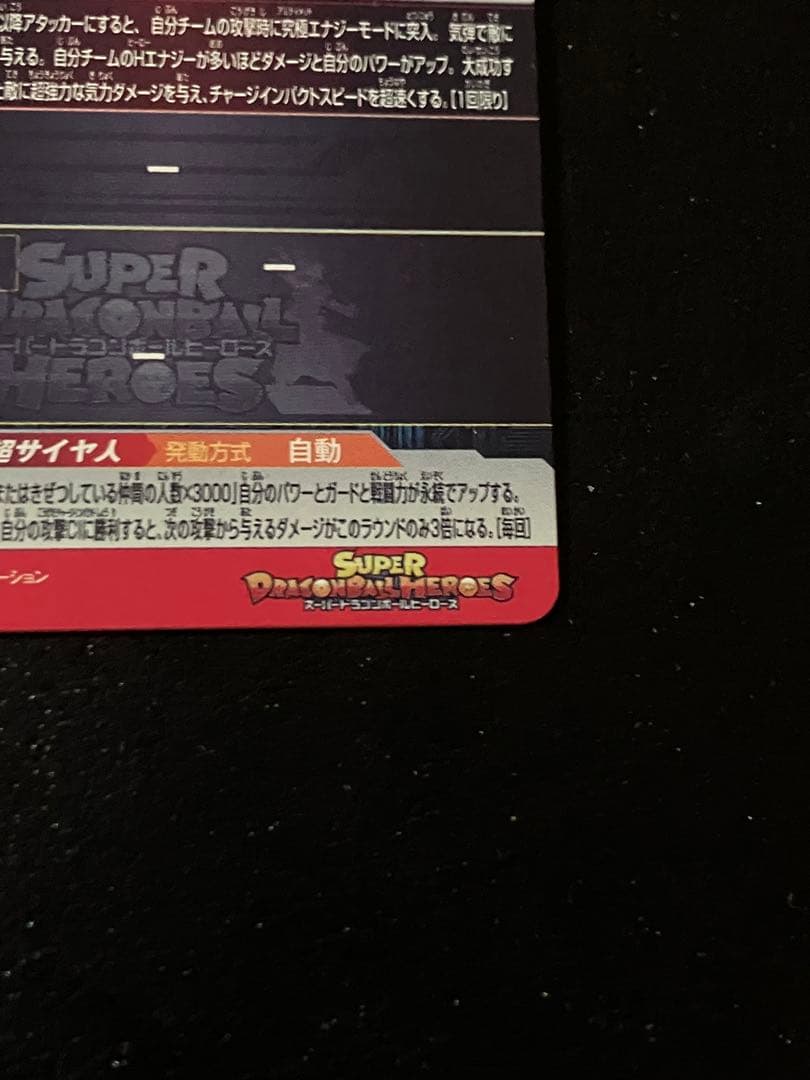 以降アタッカーにすると、自分チームの攻撃時に究極エナジーモードに突入。気弾で敵に
与える。自分チームのHエナジーが多いほどダメージと自分のパワーがアップ。大成功す
敵に超強力な気力ダメージを与え、チャージインパクトスピードを超速くする。[1回限り]
SUPER
DRAGONBALL
スーパードラゴンボールヒーローズ
HEROES
超サイヤ人 発動方式 自動
またはきぜつしている仲間の人数×3000」自分のパワーとガードと戦闘力が永続でアップする。
自分の攻撃CIに勝利すると、次の攻撃から与えるダメージがこのラウンドのみ3倍になる。[毎回]
ーション
SUPER
DRAGONBALL HEROES
スーパードラゴンボールヒーローズ